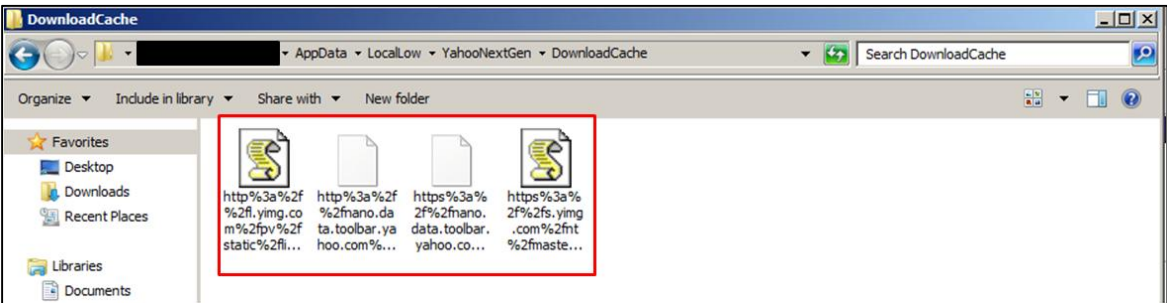 DownloadCache
AppData LocalLow YahooNextGen DownloadCache Search DownloadCache
Organize Include in library Share with New folder
Favorites
Desktop
Downloads
Recent Places
Libraries
Documents
http%3a%2f
%2fl.yimg.co
m%2fpv%2f
static%2fli...
http%3a%2f
%2fnano.da
ta.toolbar.ya
hoo.com%...
https%3a%
2f%2fnano.
data.toolbar.
yahoo.co...
https%3a%
2f%2fs.yimg
.com%2fnt
%2fmaste...